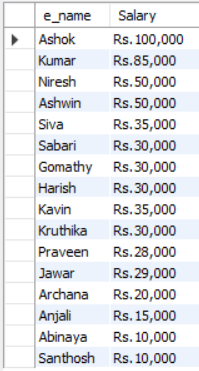 e_name Salary
Ashok Rs.100,000
Kumar Rs.85,000
Niresh Rs.50,000
Ashwin Rs.50,000
Siva Rs.35,000
Sabari Rs.30,000
Gomathy Rs.30,000
Harish Rs.30,000
Kavin Rs.35,000
Kruthika Rs.30,000
Praveen Rs.28,000
Jawar Rs.29,000
Archana Rs.20,000
Anjali Rs.15,000
Abinaya Rs.10,000
Santhosh Rs.10,000